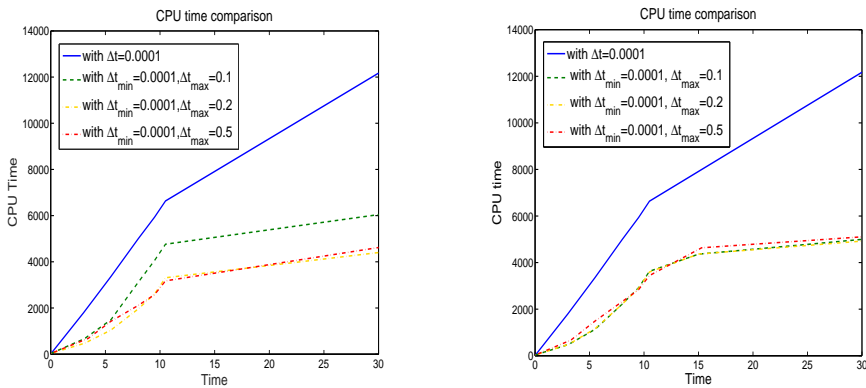 CPU time comparison
14000
12000
10000
8000
6000
4000
2000
0
CPU Time
with Δt=0.0001
with Δt_min=0.0001,Δt_max=0.1
with Δt_min=0.0001,Δt_max=0.2
with Δt_min=0.0001,Δt_max=0.5
0 5 10 15 20 25 30
Time
CPU time comparison
14000
12000
10000
8000
6000
4000
2000
0
CPU time
with Δt=0.0001
with Δt_min=0.0001, Δt_max=0.1
with Δt_min=0.0001, Δt_max=0.2
with Δt_min=0.0001, Δt_max=0.5
0 5 10 15 20 25 30
Time